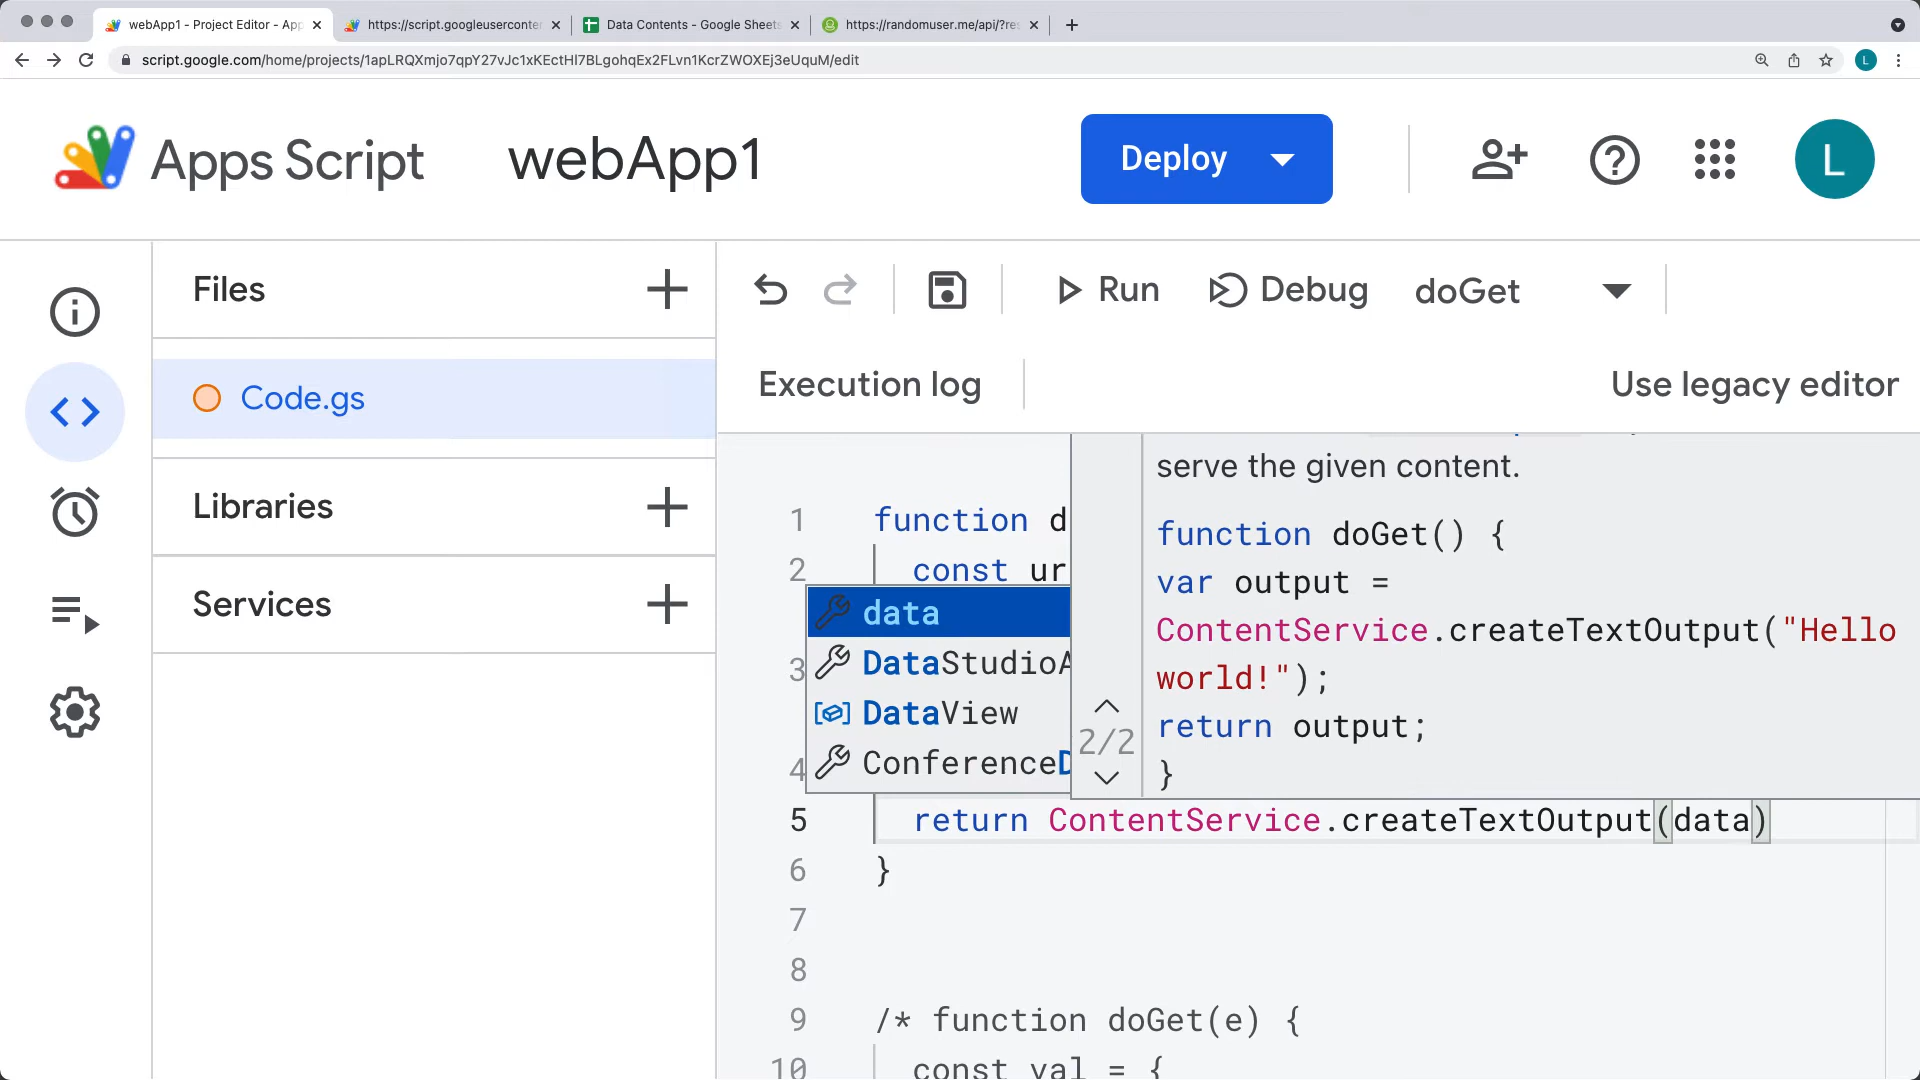 webApp1 - Project Editor - App
https://script.googleuserconten
Data Contents - Google Sheets
https://randomuser.me/api/?res
script.google.com/home/projects/1apLRQXmjo7qpY27vJc1xKEctHl7BLgohqEx2FLvn1KcrZWOXEj3eUquM/edit
L
Apps Script
webApp1
Deploy
L
Files
Run
Debug
doGet
Code.gs
Execution log
Use legacy editor
Libraries
Services
serve the given content.
function doGet() {
var output =
ContentService.createTextOutput("Hello
world!");
return output;
}
2/2
1 function d
2 const ur
data
3
DataStudioA
DataView
4
ConferenceD
5 return ContentService.createTextOutput(data)
6 }
7
8
9 /* function doGet(e) {
10 const val = {